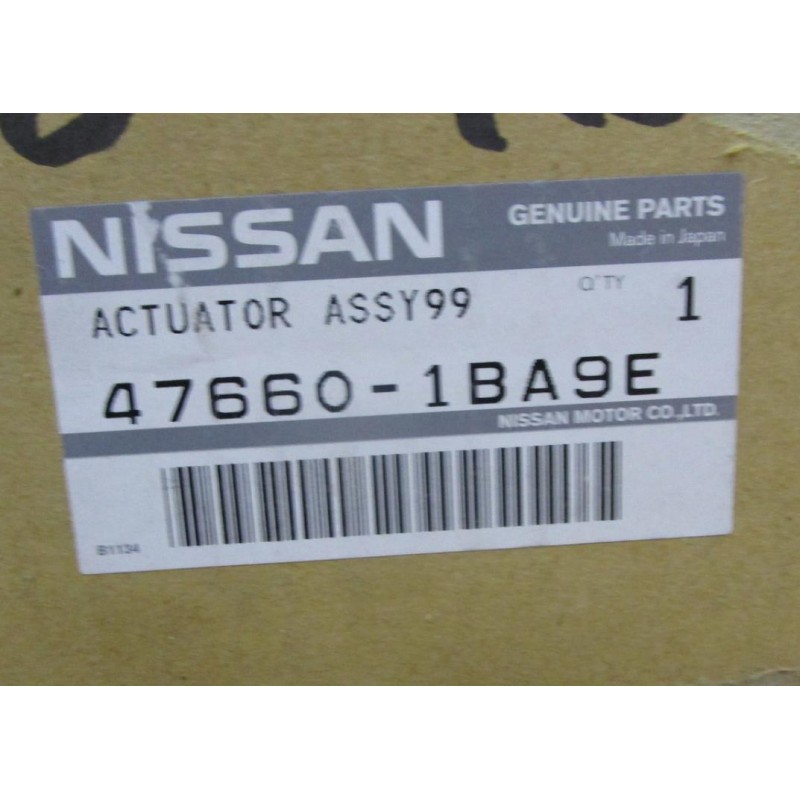 NISSAN
GENUINE PARTS
Made in Japan
ACTUATOR ASSY99
Q'TY 1
47660-1BA9E
NISSAN MOTOR CO.,LTD.
B1134